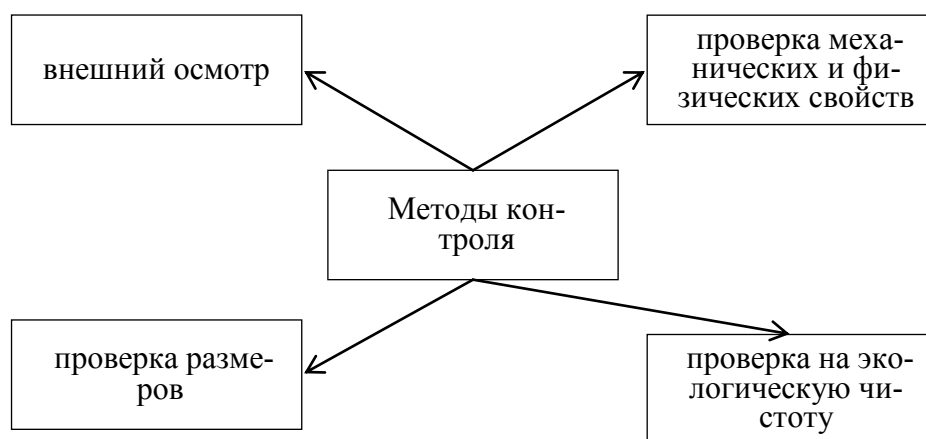 внешний осмотр
проверка меха-
нических и фи-
зических свойств
Методы кон-
троля
проверка разме-
ров
проверка на эко-
логическую чи-
стоту